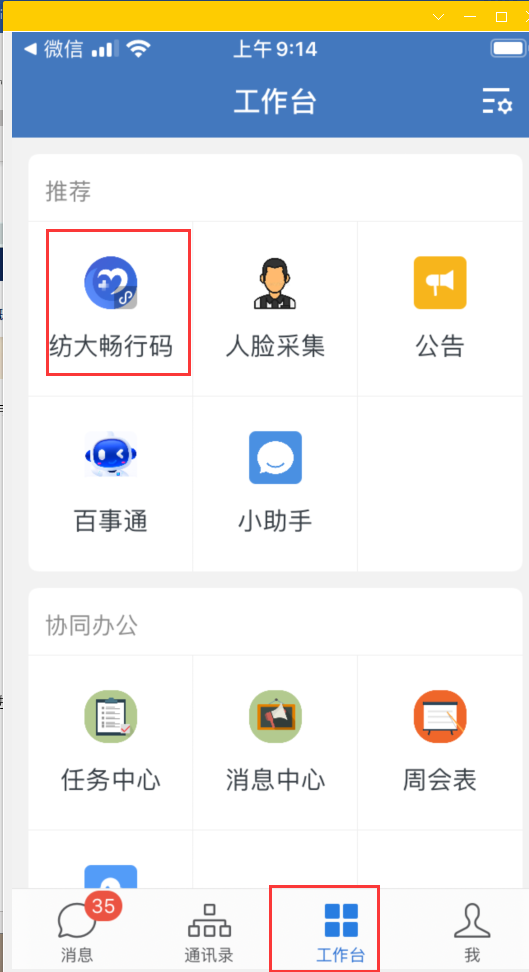 微信
上午9:14
工作台
推荐
纺大畅行码
人脸采集
公告
百事通
小助手
协同办公
任务中心
消息中心
周会表
35
消息
通讯录
工作台
我